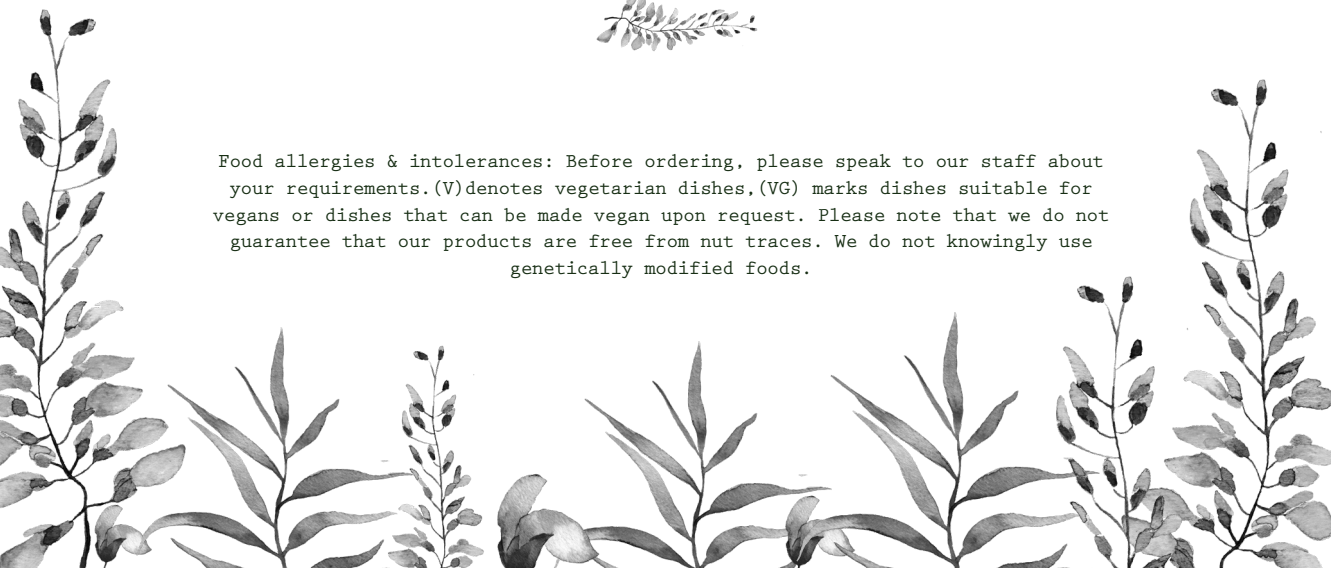 Food allergies & intolerances: Before ordering, please speak to our staff about
your requirements.(V)denotes vegetarian dishes,(VG) marks dishes suitable for
vegans or dishes that can be made vegan upon request. Please note that we do not
guarantee that our products are free from nut traces. We do not knowingly use
genetically modified foods.